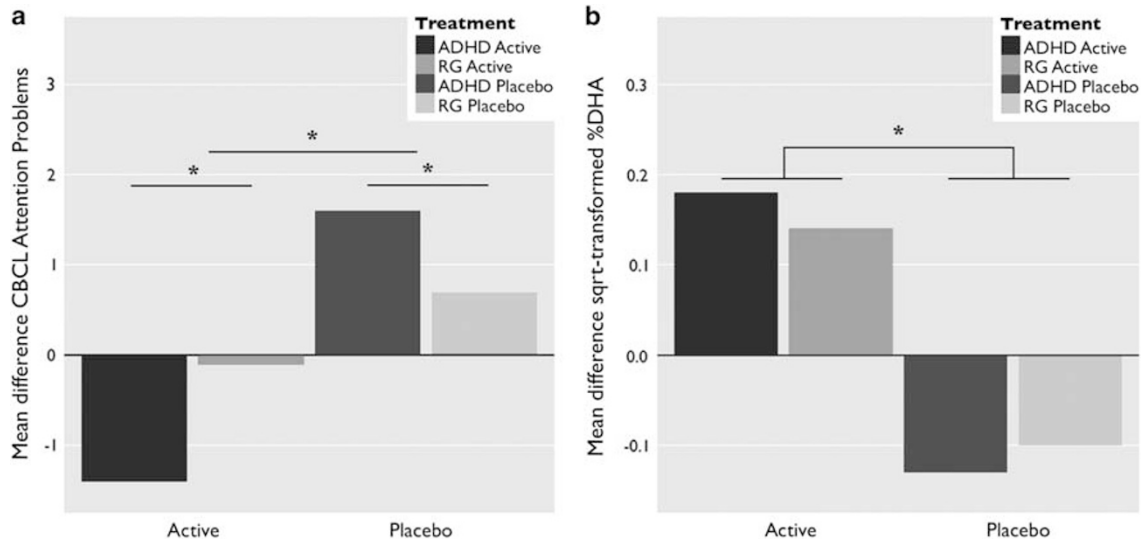 a
Treatment
ADHD Active
RG Active
ADHD Placebo
RG Placebo
Mean difference CBCL Attention Problems
3
2
1
0
-1
*
*
*
Active
Placebo
b
Treatment
ADHD Active
RG Active
ADHD Placebo
RG Placebo
Mean difference sqrt-transformed %DHA
0.3
0.2
0.1
0.0
-0.1
*
Active
Placebo